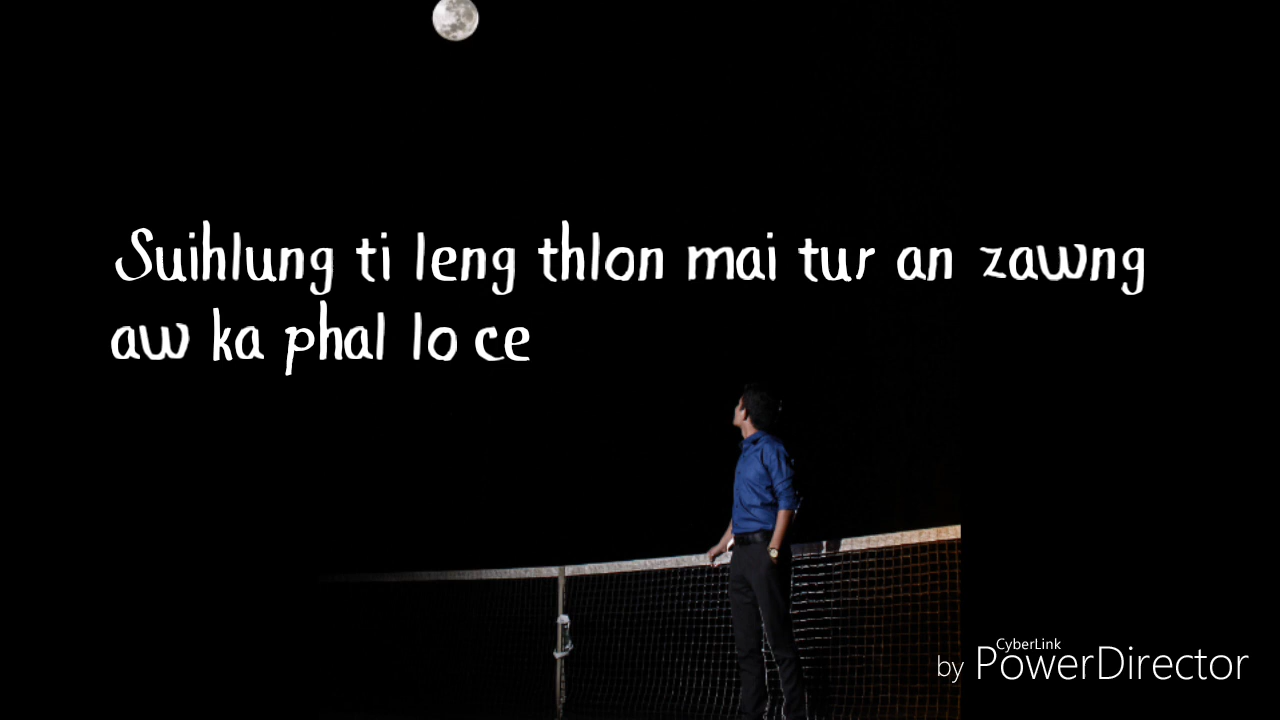 Suihlung ti leng thlon mai tur an zawng
aw ka phal lo ce
by CyberLink PowerDirector